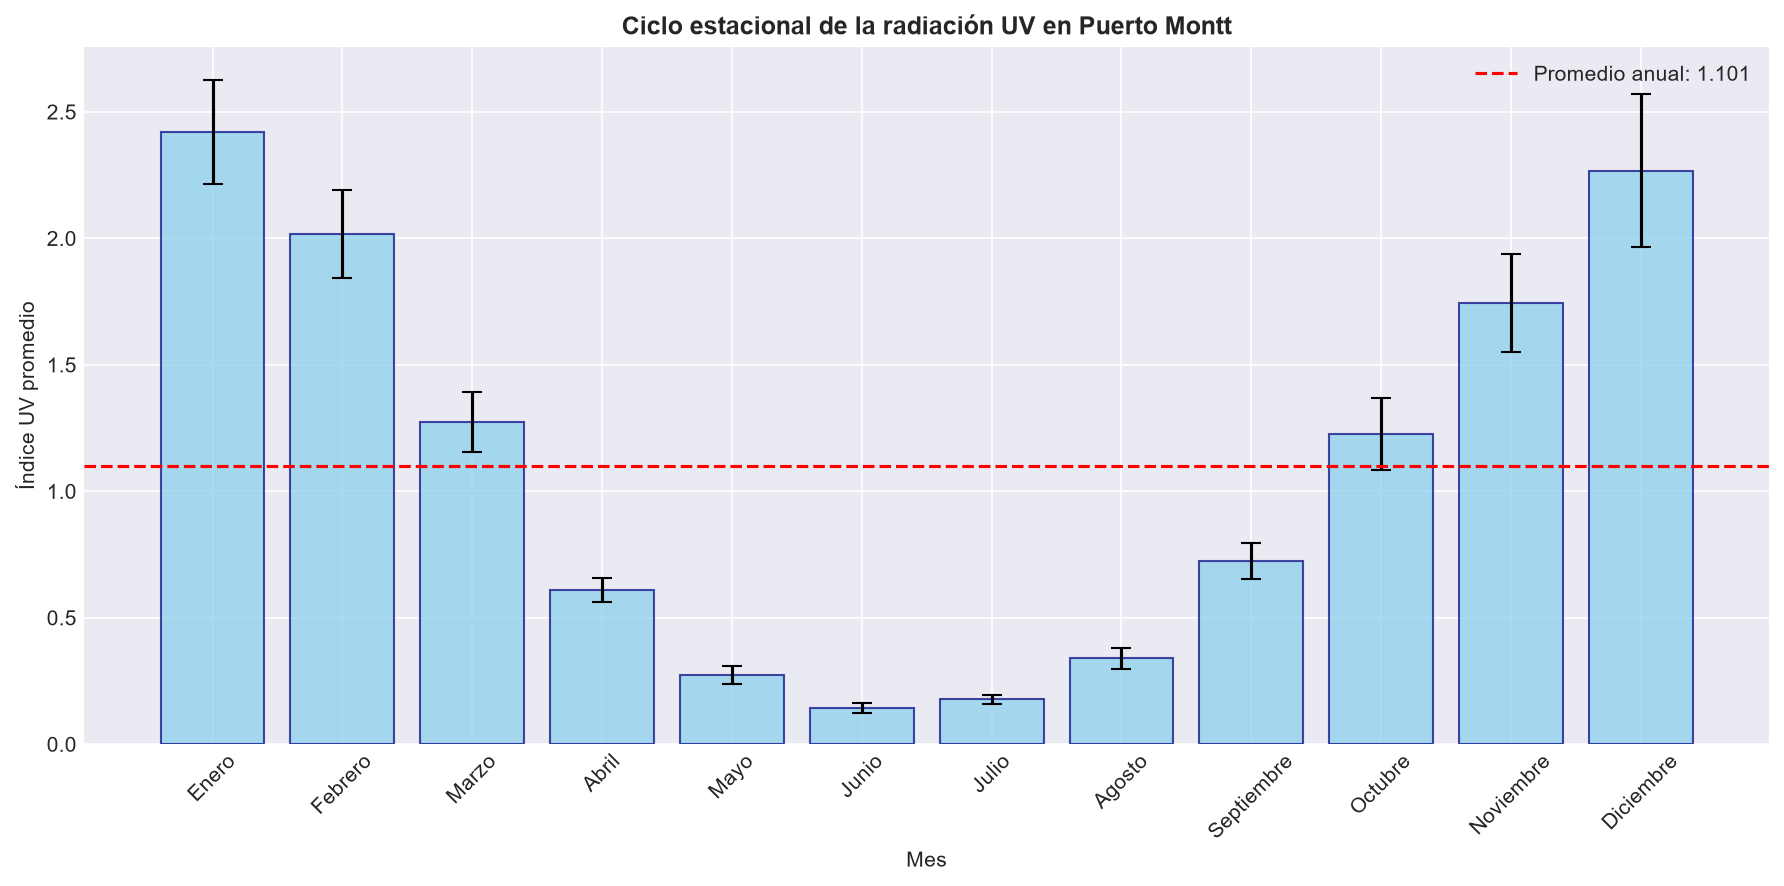 Ciclo estacional de la radiación UV en Puerto Montt
Promedio anual: 1.101
Índice UV promedio
2.5
2.0
1.5
1.0
0.5
0.0
Enero
Febrero
Marzo
Abril
Mayo
Junio
Julio
Agosto
Septiembre
Octubre
Noviembre
Diciembre
Mes